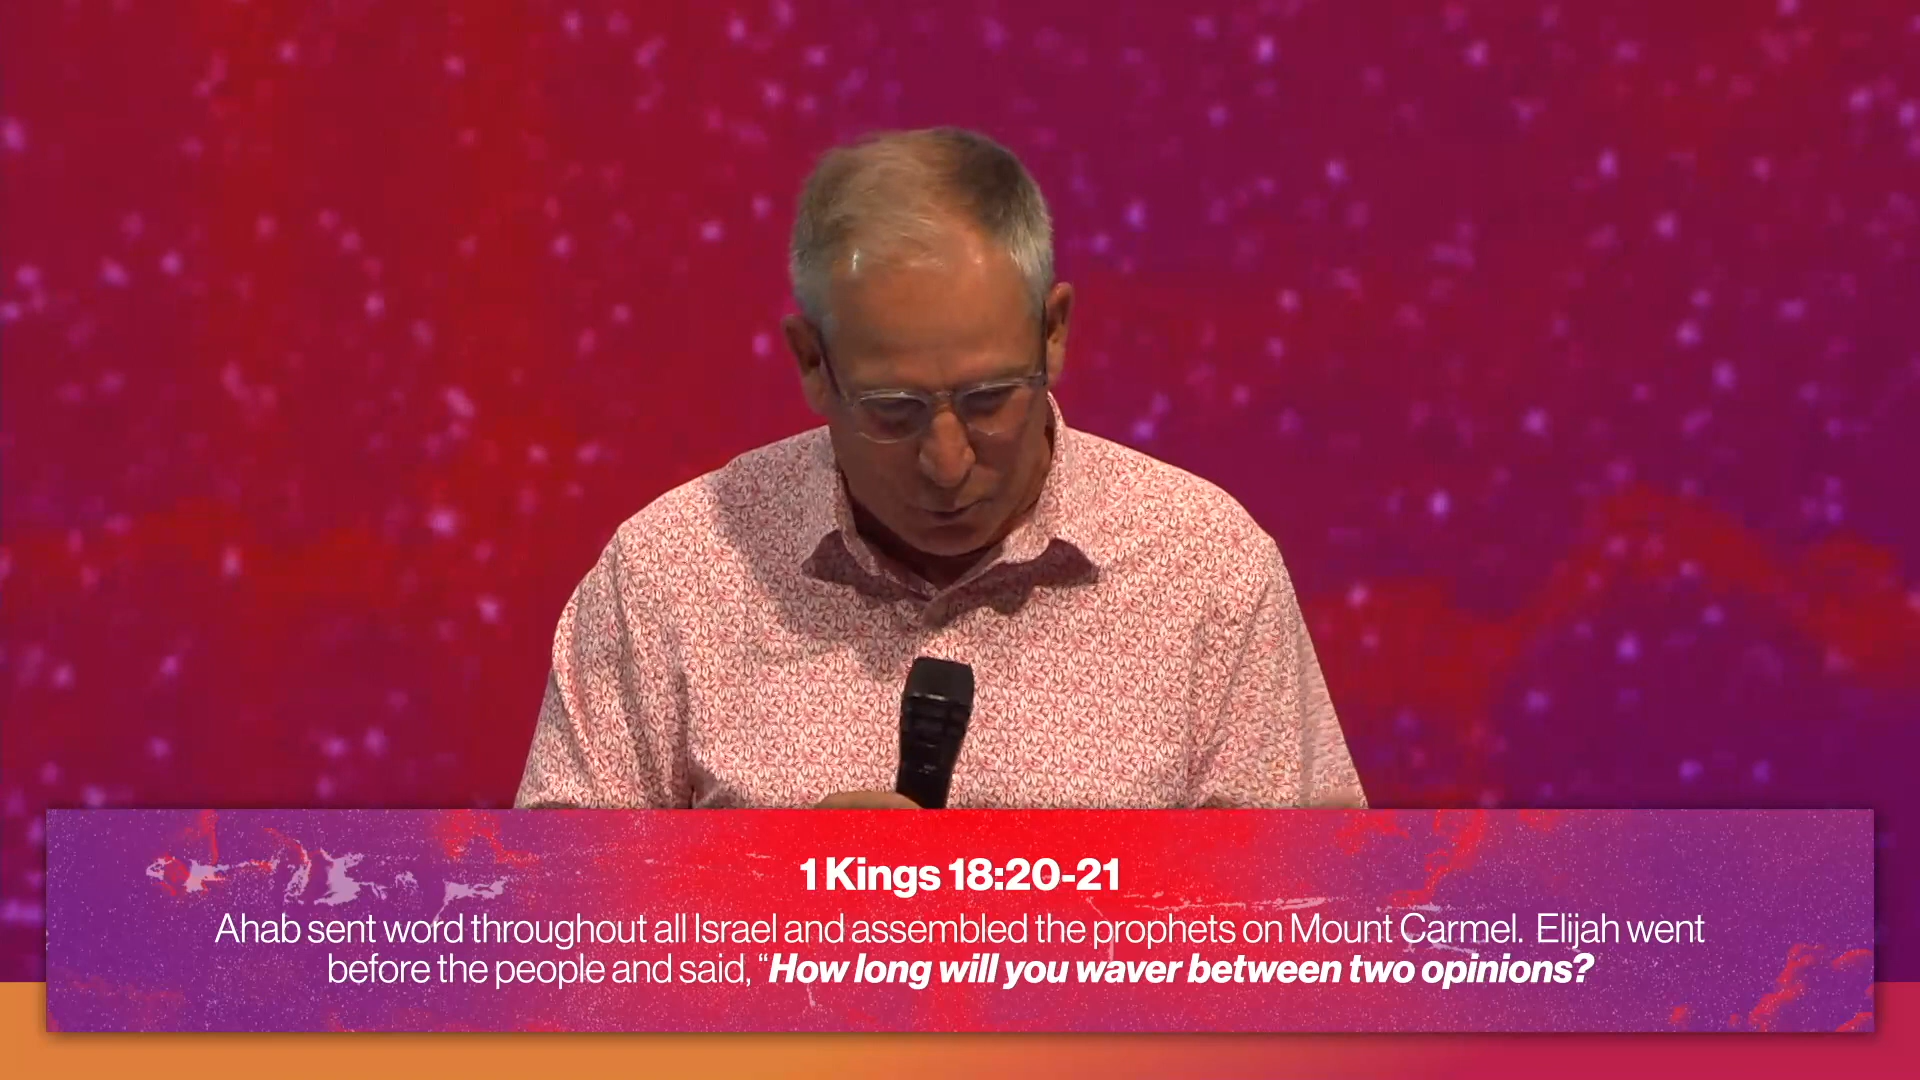 1 Kings 18:20-21
Ahab sent word throughout all Israel and assembled the prophets on Mount Carmel.  Elijah went
before the people and said, “How long will you waver between two opinions?